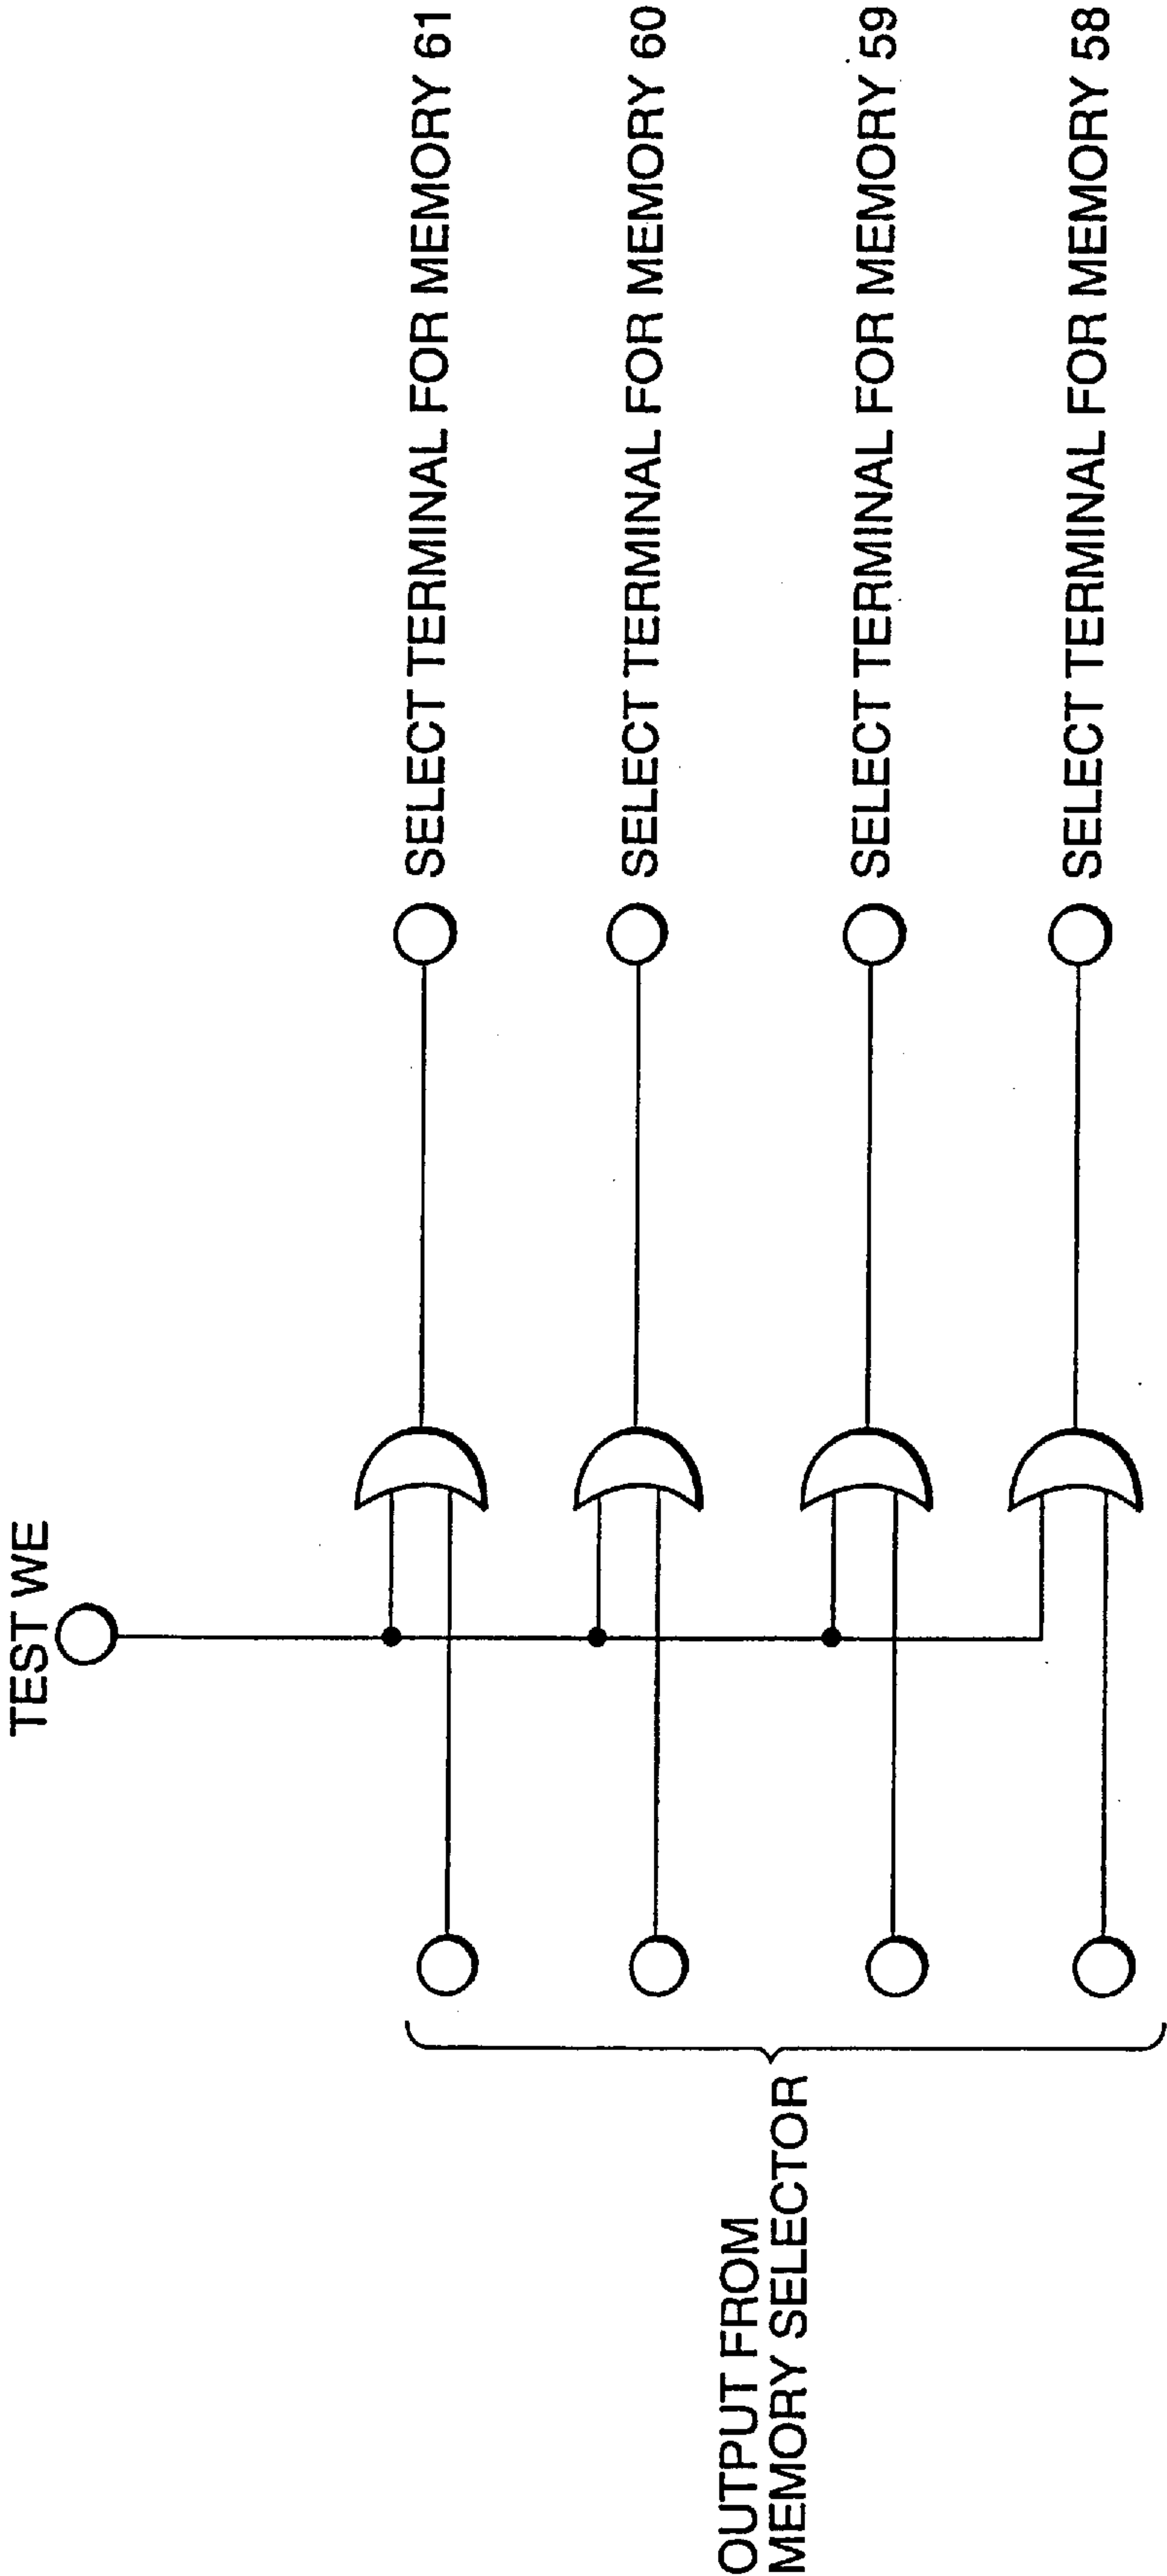 TEST WE
SELECT TERMINAL FOR MEMORY 61
SELECT TERMINAL FOR MEMORY 60
SELECT TERMINAL FOR MEMORY 59
SELECT TERMINAL FOR MEMORY 58
OUTPUT FROM
MEMORY SELECTOR